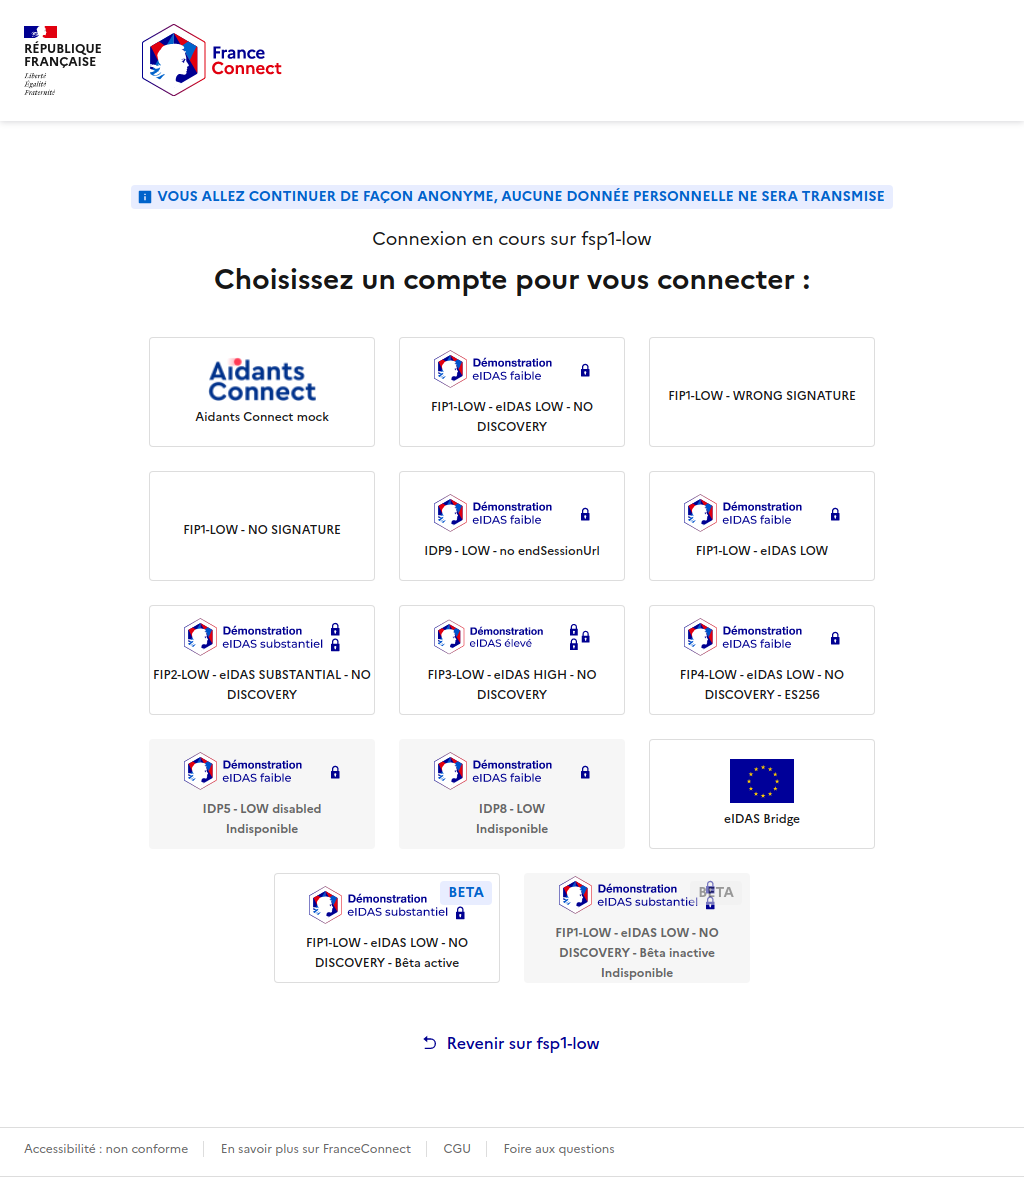 RÉPUBLIQUE
FRANÇAISE
Liberté
Égalité
Fraternité
France
Connect
VOUS ALLEZ CONTINUER DE FAÇON ANONYME, AUCUNE DONNÉE PERSONNELLE NE SERA TRANSMISE
Connexion en cours sur fsp1-low
Choisissez un compte pour vous connecter :
Aidants
Connect
Aidants Connect mock
Démonstration
eIDAS faible
FIP1-LOW - eIDAS LOW - NO
DISCOVERY
FIP1-LOW - WRONG SIGNATURE
FIP1-LOW - NO SIGNATURE
Démonstration
eIDAS faible
IDP9 - LOW - no endSessionUrl
Démonstration
eIDAS faible
FIP1-LOW - eIDAS LOW
Démonstration
eIDAS substantiel
FIP2-LOW - eIDAS SUBSTANTIAL - NO
DISCOVERY
Démonstration
eIDAS élevé
FIP3-LOW - eIDAS HIGH - NO
DISCOVERY
Démonstration
eIDAS faible
FIP4-LOW - eIDAS LOW - NO
DISCOVERY - ES256
Démonstration
eIDAS faible
IDP5 - LOW disabled
Indisponible
Démonstration
eIDAS faible
IDP8 - LOW
Indisponible
eIDAS Bridge
BETA
Démonstration
eIDAS substantiel
FIP1-LOW - eIDAS LOW - NO
DISCOVERY - Bêta active
BETA
Démonstration
eIDAS substantiel
FIP1-LOW - eIDAS LOW - NO
DISCOVERY - Bêta inactive
Indisponible
Revenir sur fsp1-low
Accessibilité : non conforme
En savoir plus sur FranceConnect
CGU
Foire aux questions